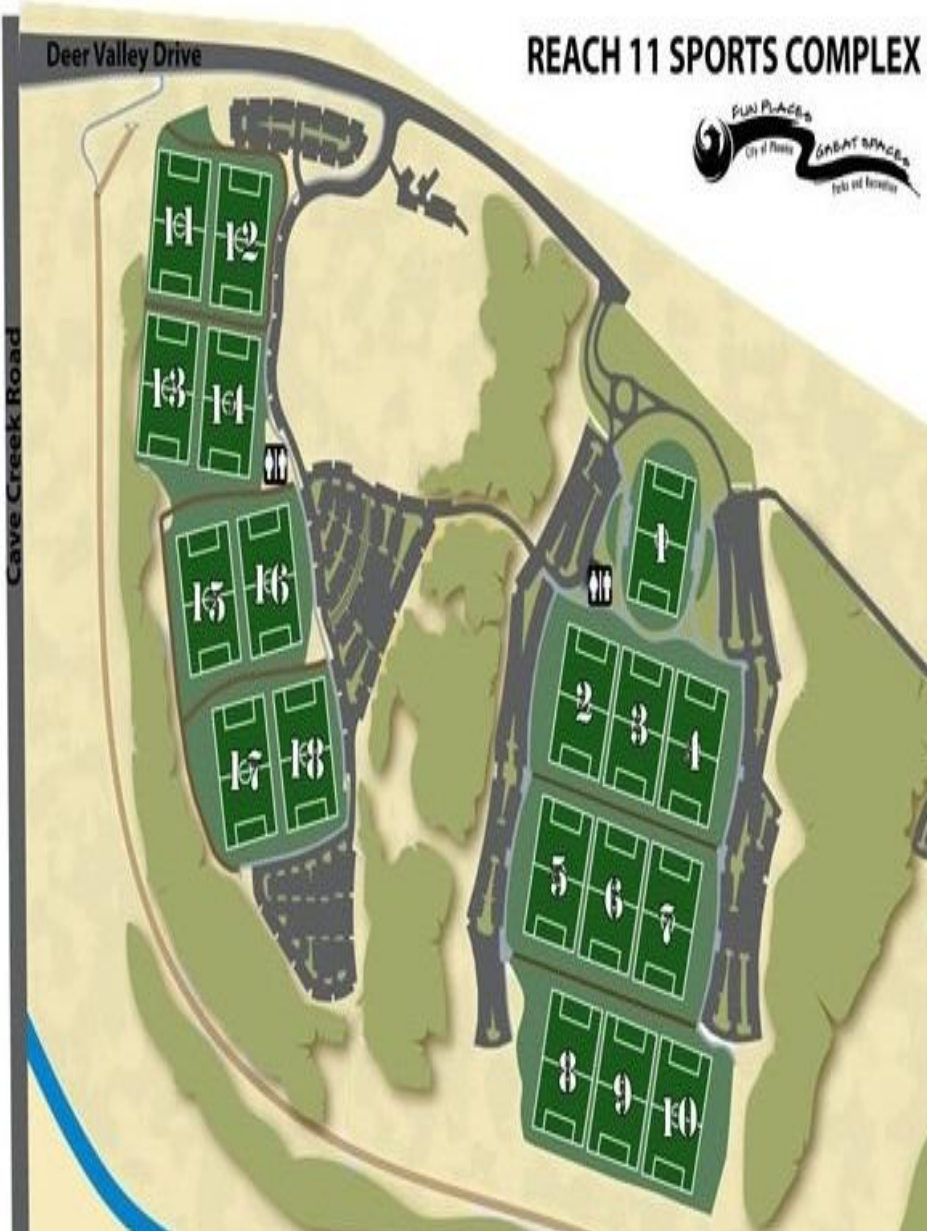 Deer Valley Drive
REACH 11 SPORTS COMPLEX
FUN PLACES
City of Phoenix
GREAT SPACES
Parks and Recreation
Cave Creek Road
11
12
13
14
15
16
17
18
1
2
3
4
5
6
7
8
9
10